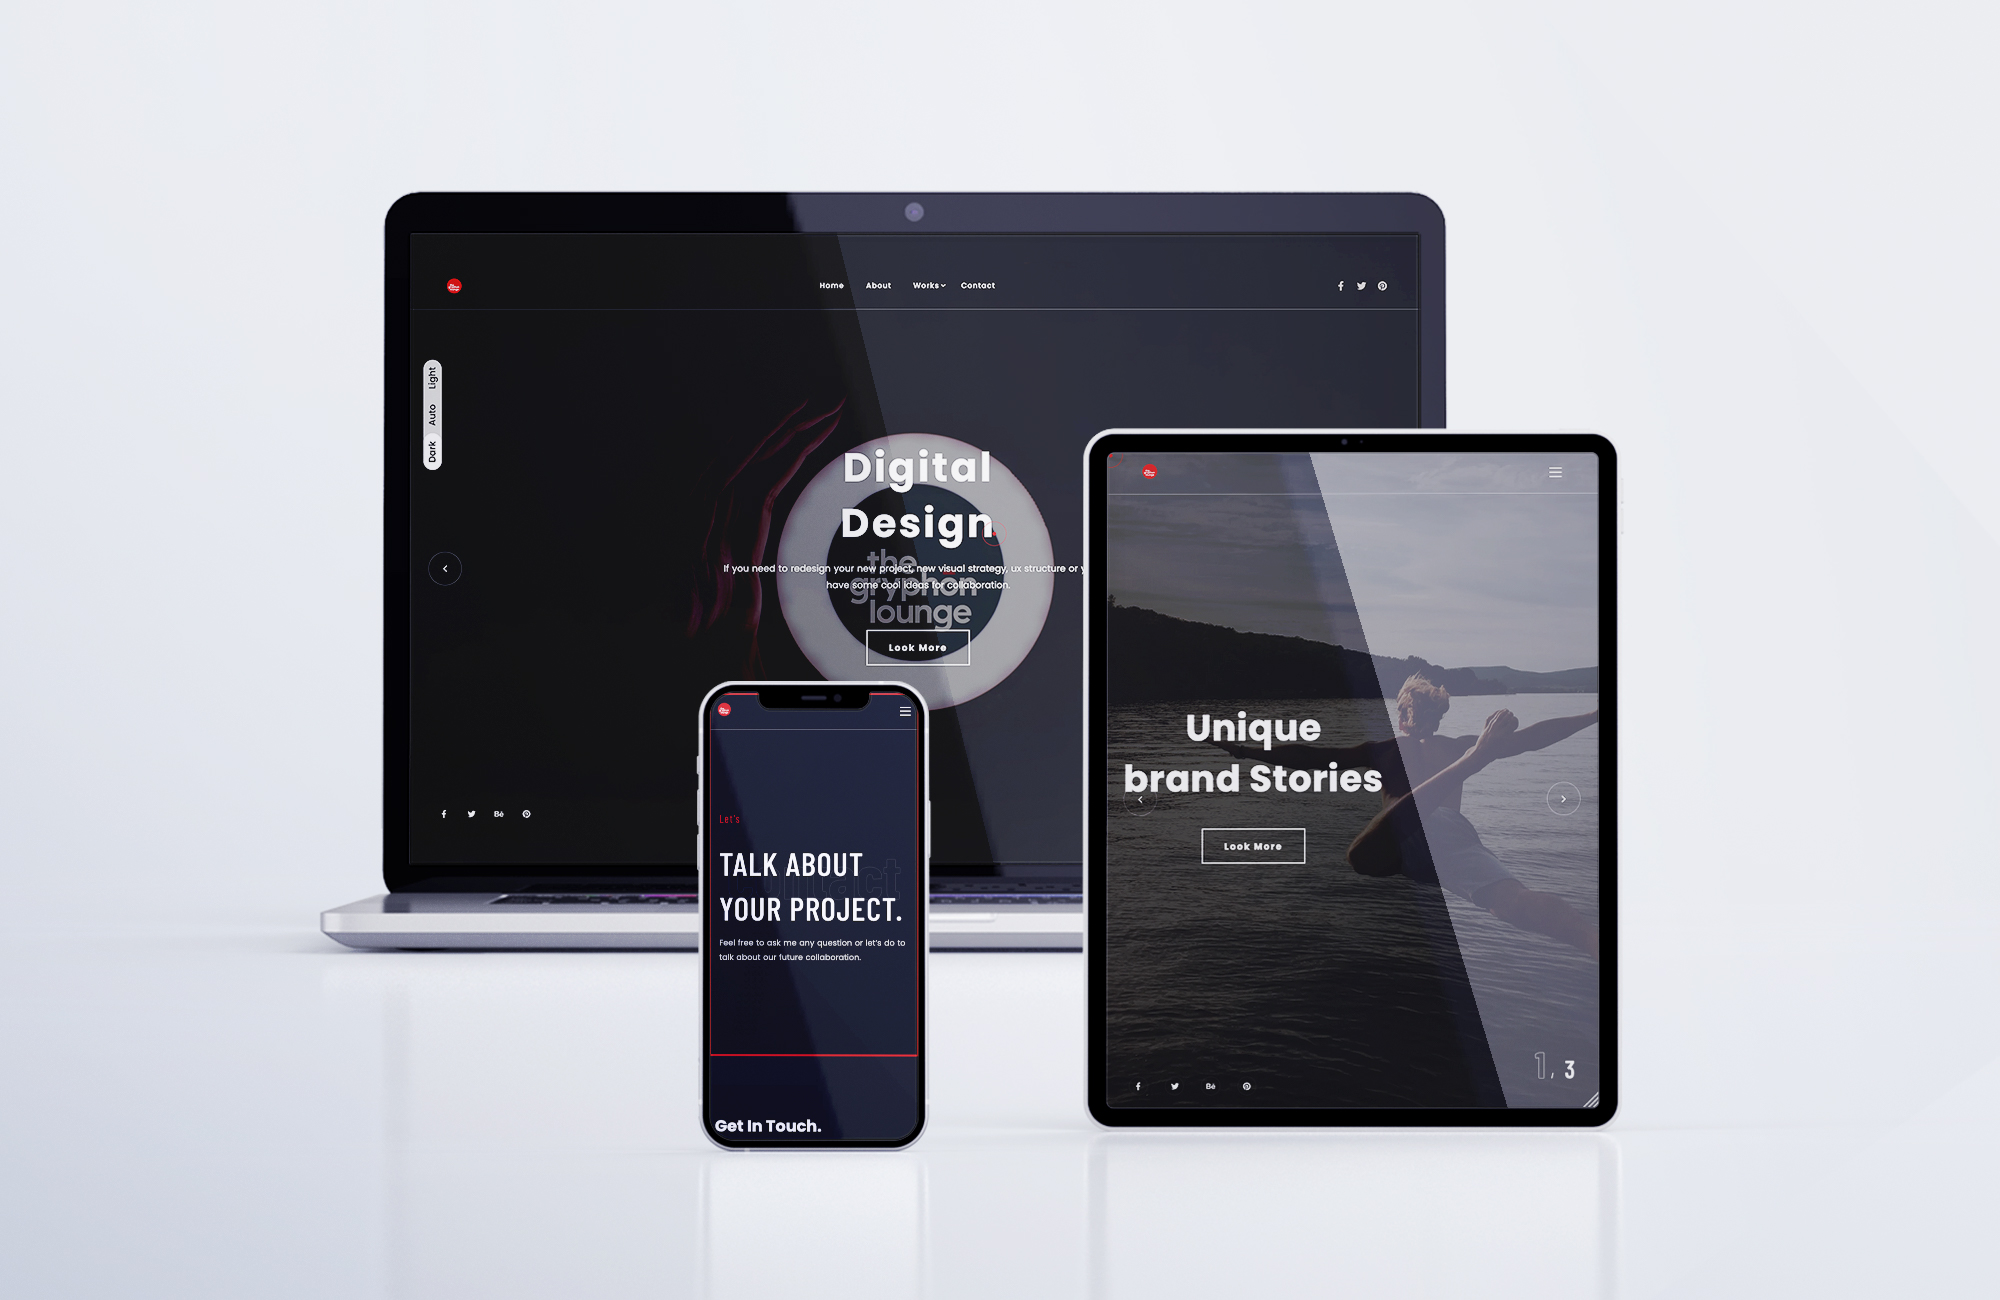 Home About Works Contact
Light
Auto
Dark
Digital
Design
the
gryphon
lounge
If you need to redesign your new project, new visual strategy, ux structure or
have some cool ideas for collaboration.
Look More
Bē
Let's
TALK ABOUT
contact
YOUR PROJECT.
Feel free to ask me any question or let's do to
talk about our future collaboration.
Get In Touch.
Unique
brand Stories
Look More
Bē
1, 3